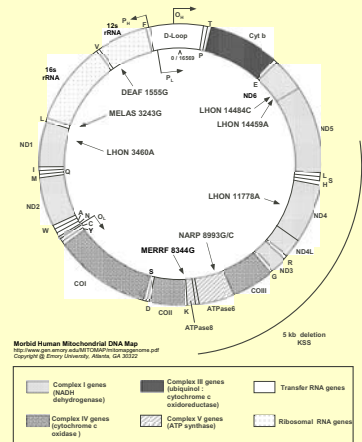 O H
P H
12s
rRNA
F
D-Loop
T
Cyt b
V
0 / 16569
P
P L
16s
rRNA
DEAF 1555G
E
ND6
LHON 14484C
LHON 14459A
ND5
MELAS 3243G
L
ND1
LHON 3460A
I
M
Q
L
S
H
LHON 11778A
ND4
ND2
W
A
N
C
Y
O L
NARP 8993G/C
MERRF 8344G
ND4L
R
ND3
G
COIII
COI
S
D
COII
K
ATPase6
ATPase8
5 kb deletion
KSS
Morbid Human Mitochondrial DNA Map
http://www.gen.emory.edu/MITOMAP/mitomapgenome.pdf
Copyright @ Emory University, Atlanta, GA 30322
Complex I genes
(NADH
dehydrogenase)
Complex III genes
(ubiquinol :
cytochrome c
oxidoreductase)
Transfer RNA genes
Complex IV genes
(cytochrome c
oxidase )
Complex V genes
(ATP synthase)
Ribosomal RNA genes